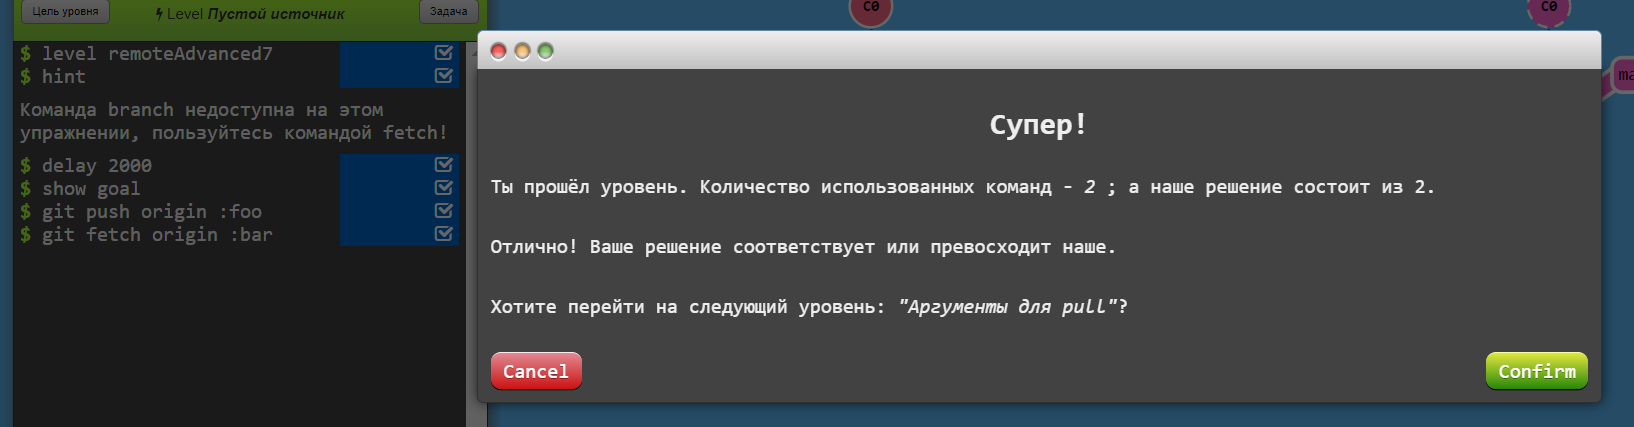 Цель уровня
Level Пустой источник
Задача
$ level remoteAdvanced7
$ hint
Команда branch недоступна на этом
упражнении, пользуйтесь командой fetch!
$ delay 2000
$ show goal
$ git push origin :foo
$ git fetch origin :bar
C0
C0
ma
Супер!
Ты прошёл уровень. Количество использованных команд - 2 ; а наше решение состоит из 2.
Отлично! Ваше решение соответствует или превосходит наше.
Хотите перейти на следующий уровень: "Аргументы для pull"?
Cancel
Confirm